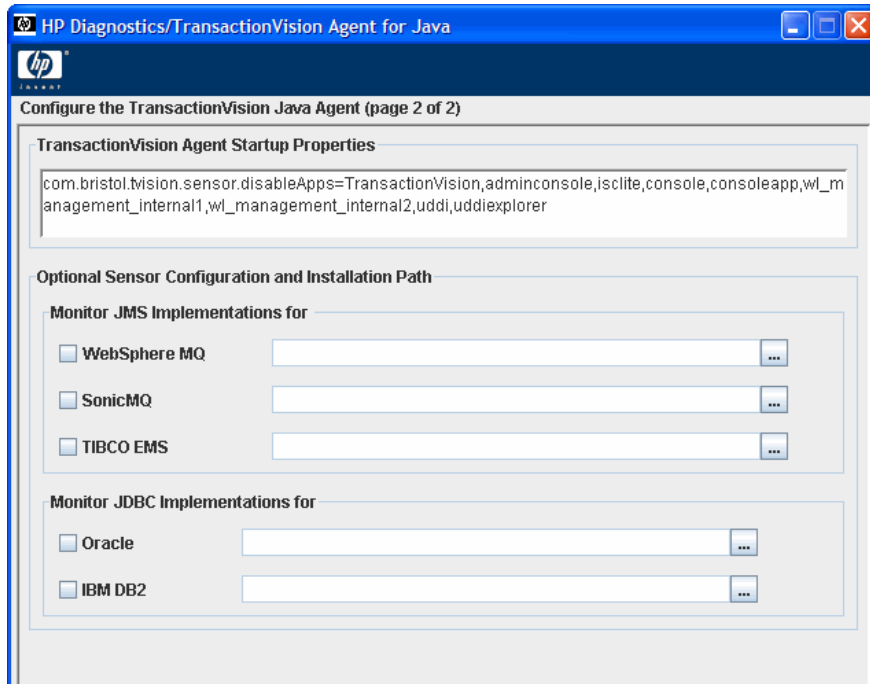 HP Diagnostics/TransactionVision Agent for Java
hp
invent
Configure the TransactionVision Java Agent (page 2 of 2)
TransactionVision Agent Startup Properties
com.bristol.tvision.sensor.disableApps=TransactionVision,adminconsole,isclite,console,consoleapp,wl_m
anagement_internal1,wl_management_internal2,uddi,uddiexplorer
Optional Sensor Configuration and Installation Path
Monitor JMS Implementations for
WebSphere MQ ...
SonicMQ ...
TIBCO EMS ...
Monitor JDBC Implementations for
Oracle ...
IBM DB2 ...